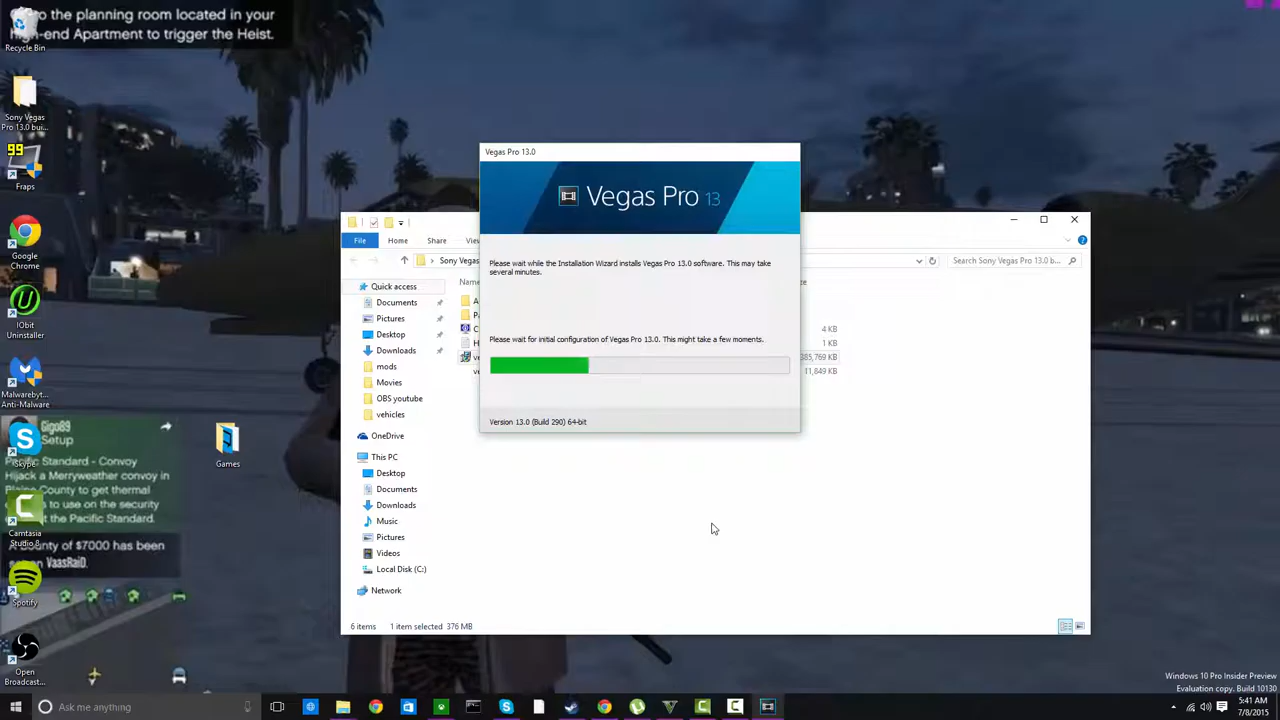 to the planning room located in your
high-end Apartment to trigger the Heist.
Recycle Bin
Sony Vegas
Pro 13.0 bui...
99
Fraps
Google
Chrome
IObit
Uninstaller
Malwarebyt...
Anti-Malware
Gigo89
Setup
Pacific Standard - Convoy
Hijack a Merryweather convoy in
County to get thermal
to use on the security
at the Pacific Standard.
Skype
Camtasia
Studio 8
of $7000 has been
VaasRaiD.
Spotify
Open
Broadcast...
Games
Vegas Pro 13.0
Vegas Pro 13
Please wait while the Installation Wizard installs Vegas Pro 13.0 software. This may take
several minutes.
Please wait for initial configuration of Vegas Pro 13.0. This might take a few moments.
Version 13.0 (Build 290) 64-bit
File
Home
Share
Sony Vegas
Search Sony Vegas Pro 13.0 b...
Quick access
Documents
Pictures
Desktop
Downloads
mods
Movies
OBS youtube
vehicles
OneDrive
This PC
Desktop
Documents
Downloads
Music
Pictures
Videos
Local Disk (C:)
Network
4 KB
1 KB
385,769 KB
11,849 KB
6 items 1 item selected 376 MB
Windows 10 Pro Insider Preview
Evaluation copy. Build 10130
Ask me anything
5:41 AM
7/8/2015